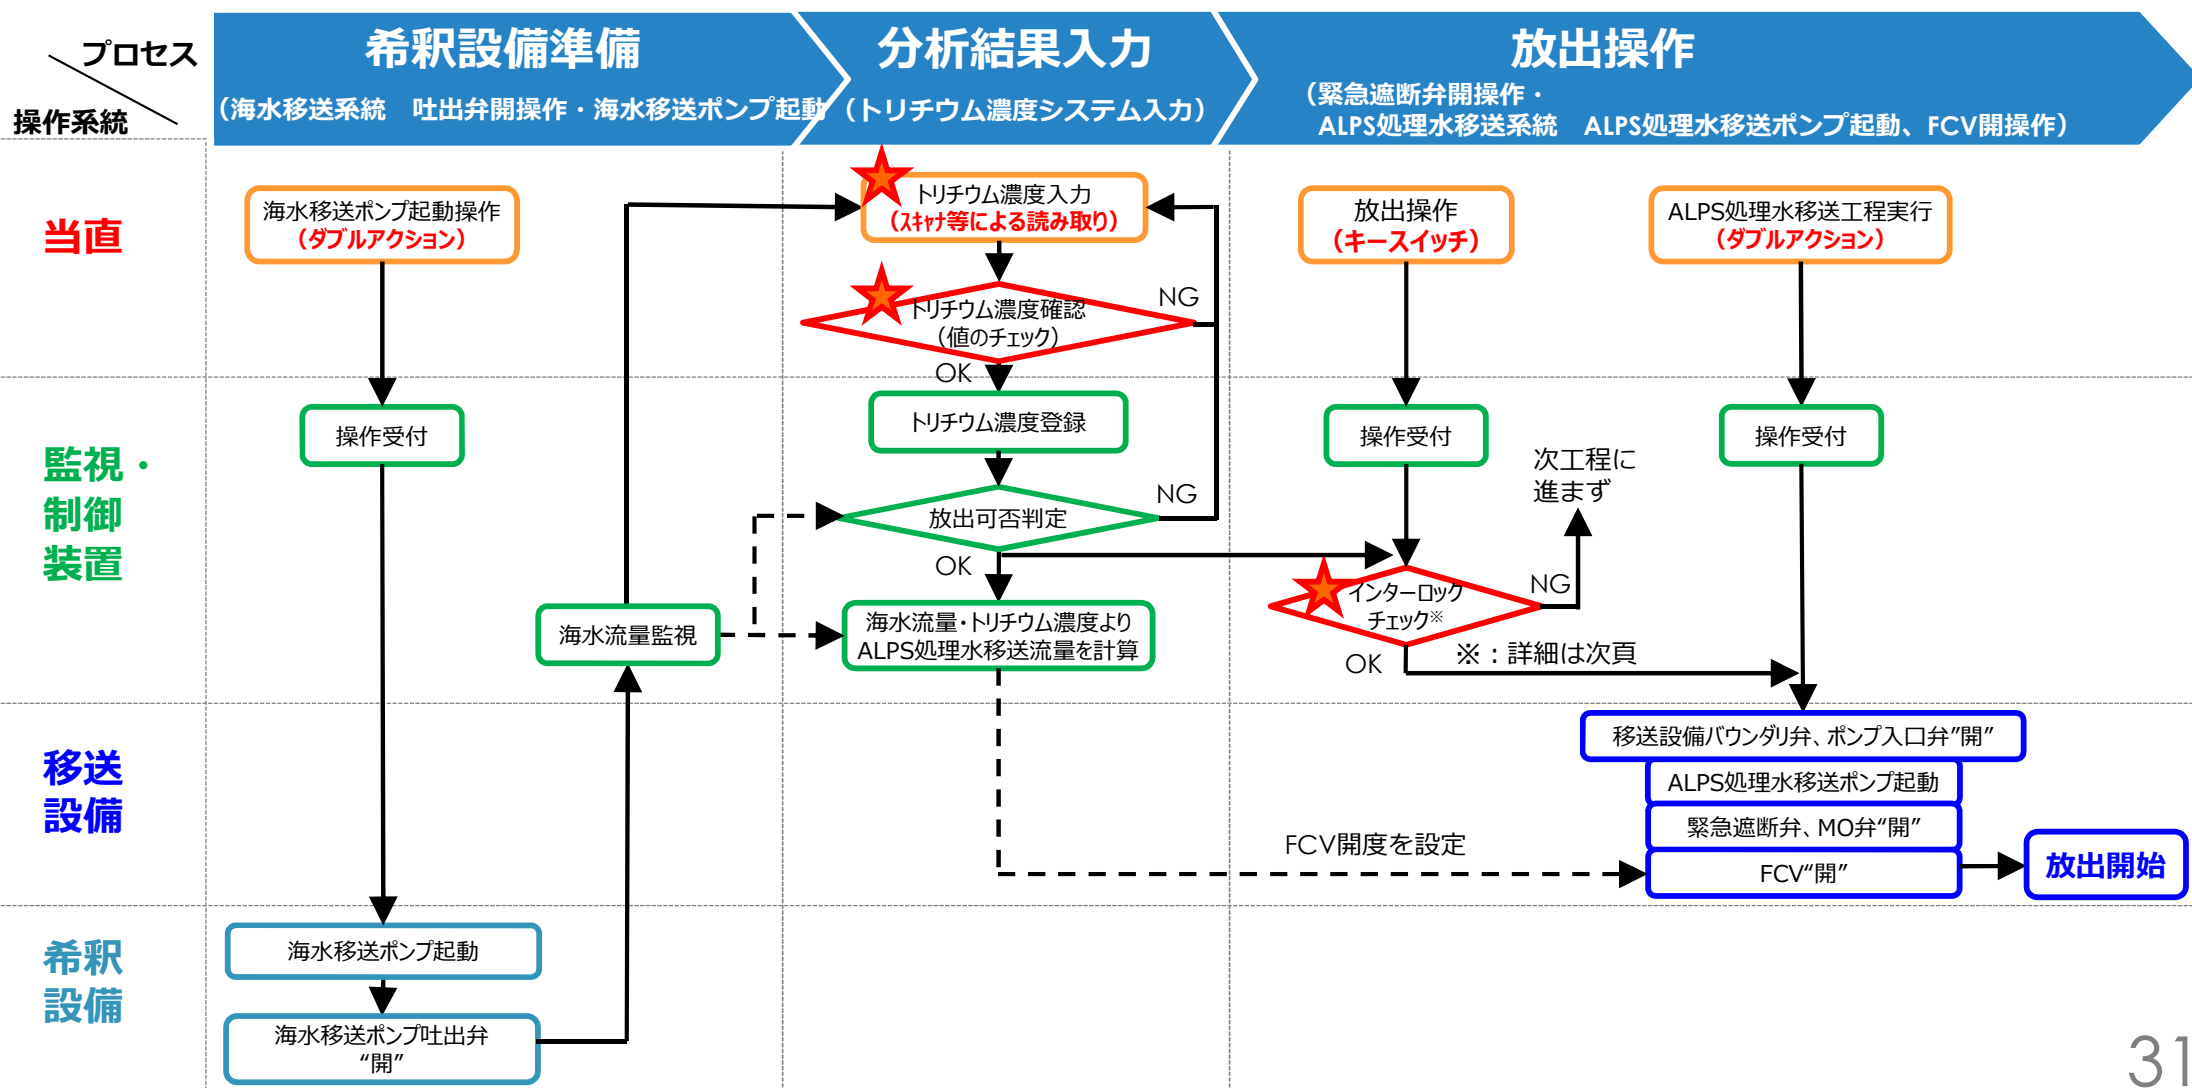 プロセス
操作系統
希釈設備準備
（海水移送系統　吐出弁開操作・海水移送ポンプ起動
分析結果入力
（トリチウム濃度システム入力）
放出操作
（緊急遮断弁開操作・
ALPS処理水移送系統　ALPS処理水移送ポンプ起動、FCV開操作）
当直
海水移送ポンプ起動操作
（ダブルアクション）
トリチウム濃度入力
（ｽｷｬﾅ等による読み取り）
トリチウム濃度確認
（値のチェック）
NG
OK
放出操作
（キースイッチ）
ALPS処理水移送工程実行
（ダブルアクション）
監視・
制御
装置
操作受付
海水流量監視
トリチウム濃度登録
放出可否判定
NG
OK
海水流量・トリチウム濃度より
ALPS処理水移送流量を計算
操作受付
次工程に
進まず
インターロック
チェック※
NG
OK
※：詳細は次頁
操作受付
移送
設備
移送設備バウンダリ弁、ポンプ入口弁”開”
ALPS処理水移送ポンプ起動
緊急遮断弁、MO弁“開”
FCV開度を設定
FCV“開”
放出開始
希釈
設備
海水移送ポンプ起動
海水移送ポンプ吐出弁
“開”
31